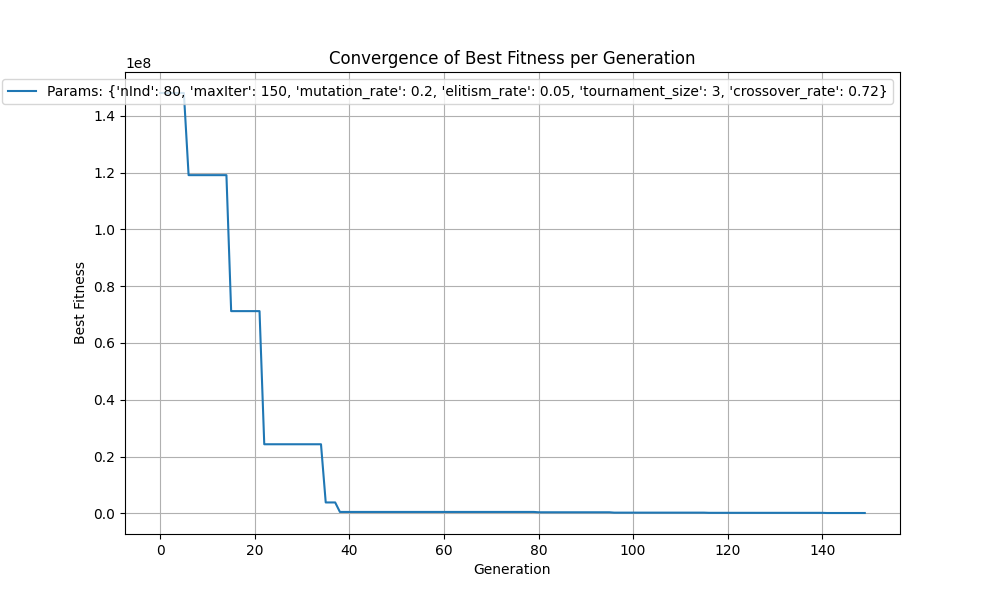 Convergence of Best Fitness per Generation
1e8
Params: {'nInd': 80, 'maxIter': 150, 'mutation_rate': 0.2, 'elitism_rate': 0.05, 'tournament_size': 3, 'crossover_rate': 0.72}
1.4
1.2
1.0
0.8
0.6
0.4
0.2
0.0
Best Fitness
0 20 40 60 80 100 120 140
Generation